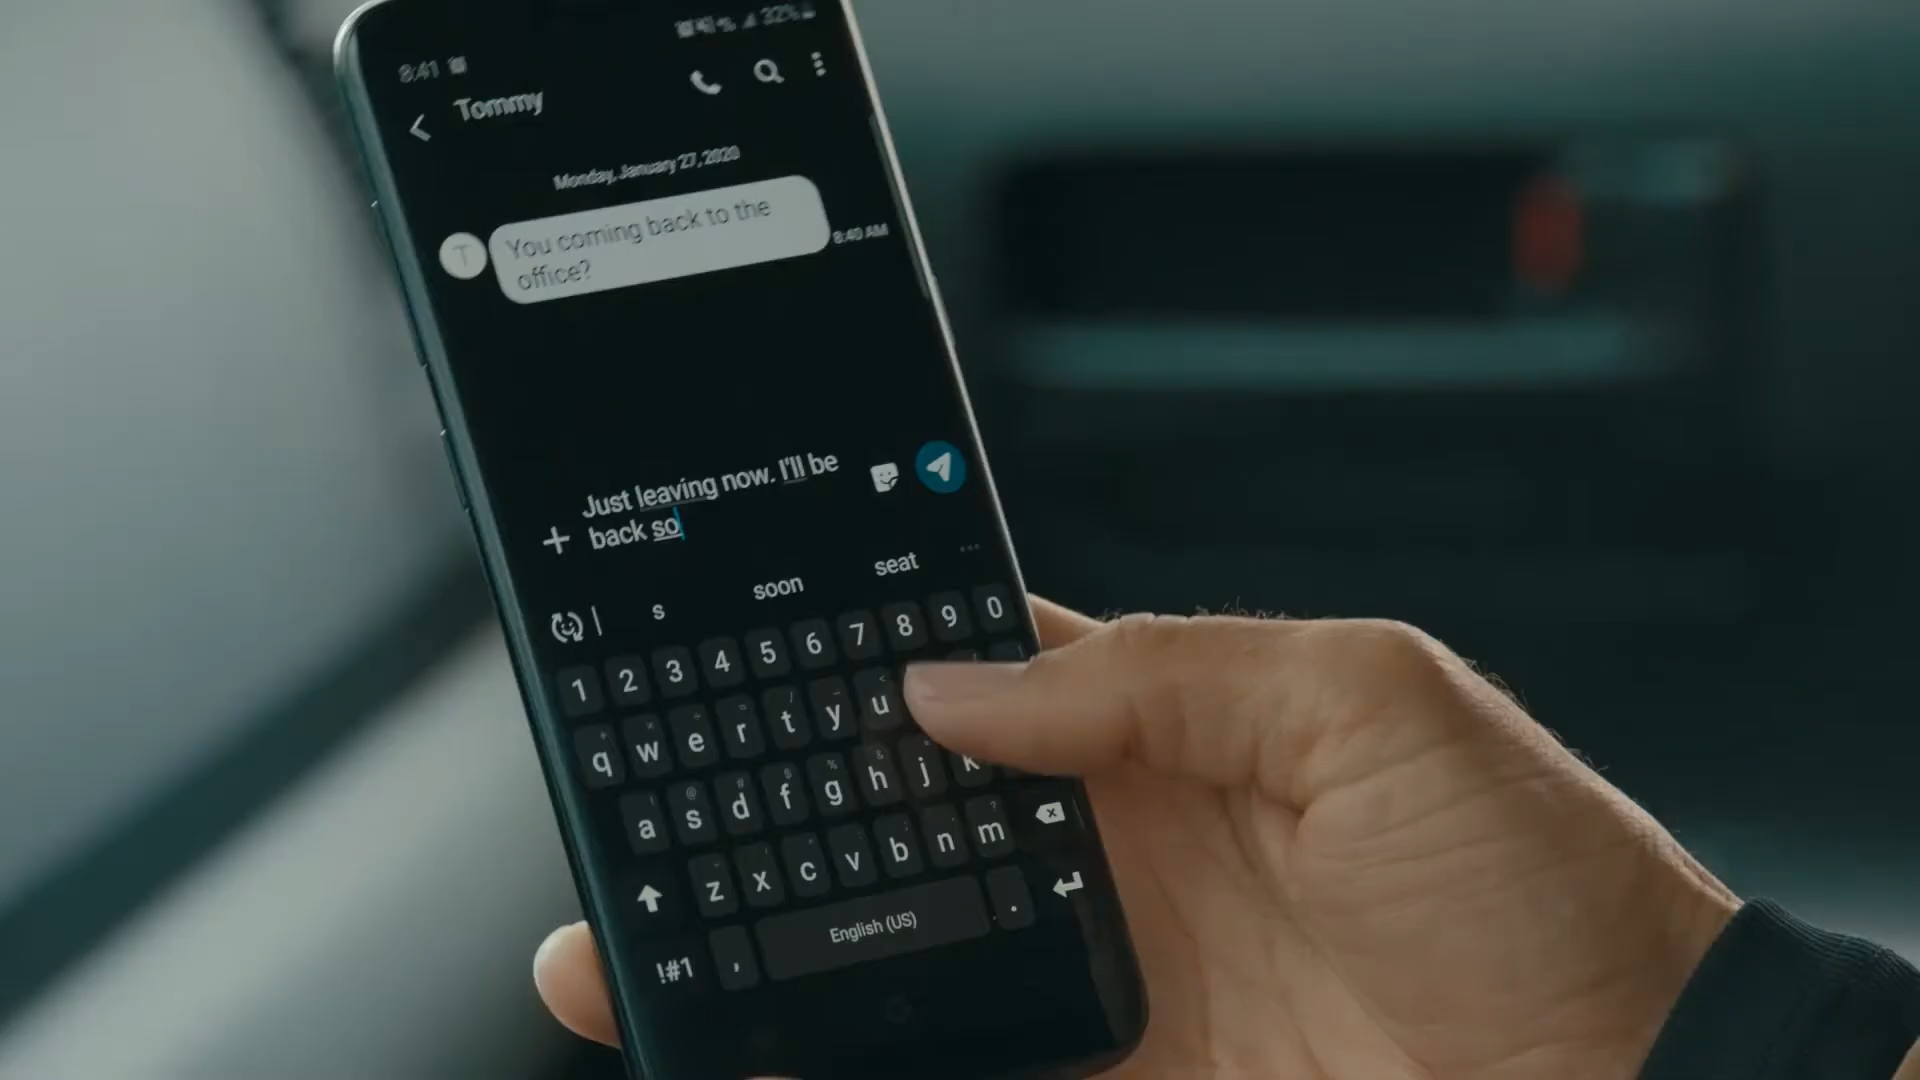 8:41
32%
Tommy
Monday, January 27, 2020
You coming back to the
office?
8:40 AM
T
Just leaving now. I'll be
back so
s soon seat
1 2 3 4 5 6 7 8 9 0
q w e r t y u
a s d f g h j k
z x c v b n m
!#1 , English (US) .